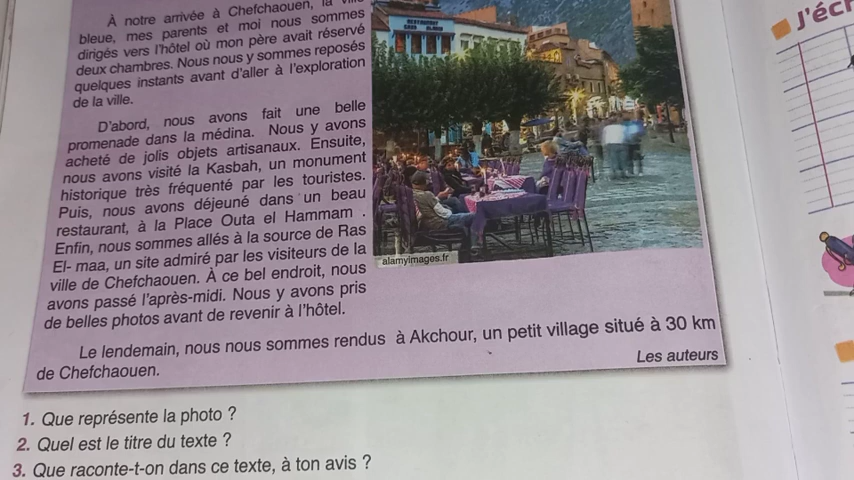 À notre arrivée à Chefchaouen, la ville
bleue, mes parents et moi nous sommes
dirigés vers l'hôtel où mon père avait réservé
deux chambres. Nous nous y sommes reposés
quelques instants avant d'aller à l'exploration
de la ville.
D'abord, nous avons fait une belle
promenade dans la médina. Nous y avons
acheté de jolis objets artisanaux. Ensuite,
nous avons visité la Kasbah, un monument
historique très fréquenté par les touristes.
Puis, nous avons déjeuné dans un beau
restaurant, à la Place Outa el Hammam .
Enfin, nous sommes allés à la source de Ras
El- maa, un site admiré par les visiteurs de la
ville de Chefchaouen. À ce bel endroit, nous
avons passé l'après-midi. Nous y avons pris
de belles photos avant de revenir à l'hôtel.
alamyimages.fr
Le lendemain, nous nous sommes rendus à Akchour, un petit village situé à 30 km
de Chefchaouen.
Les auteurs
1. Que représente la photo ?
2. Quel est le titre du texte ?
3. Que raconte-t-on dans ce texte, à ton avis ?